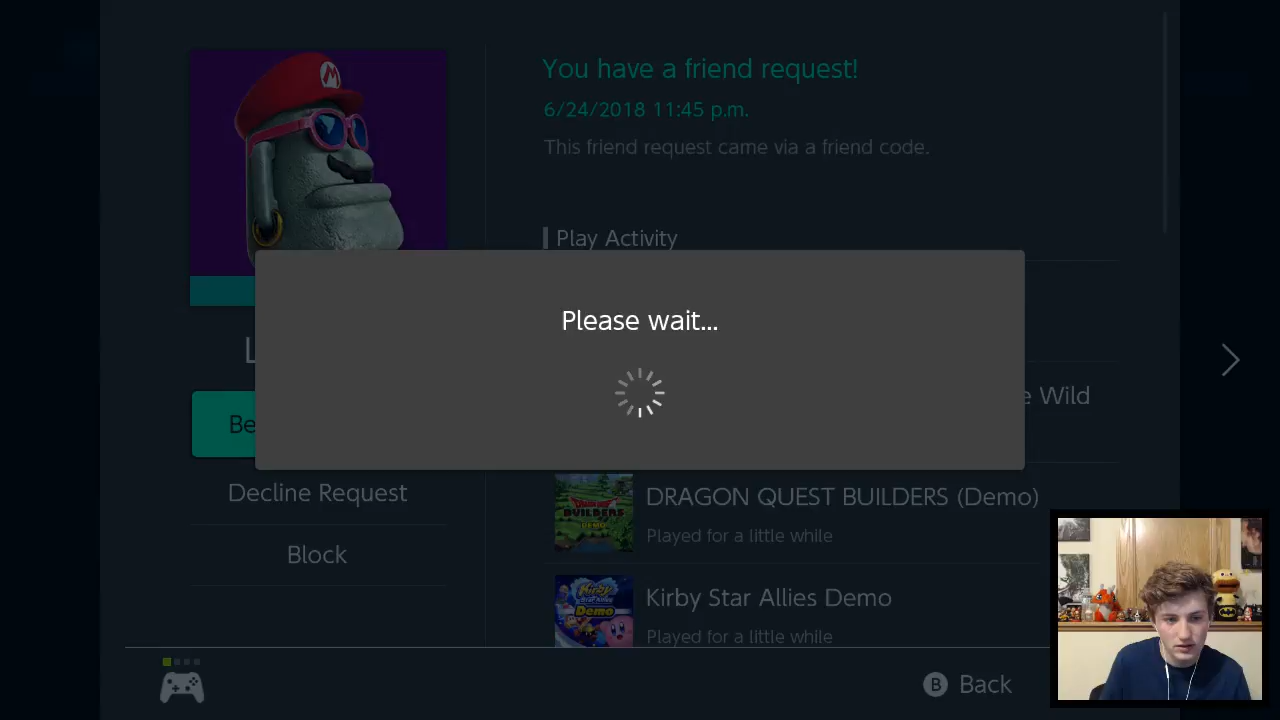 You have a friend request!
6/24/2018 11:45 p.m.
This friend request came via a friend code.
Play Activity
Please wait...
L
Be
e Wild
Decline Request
Block
DRAGON QUEST BUILDERS (Demo)
Played for a little while
Kirby Star Allies Demo
Played for a little while
B Back